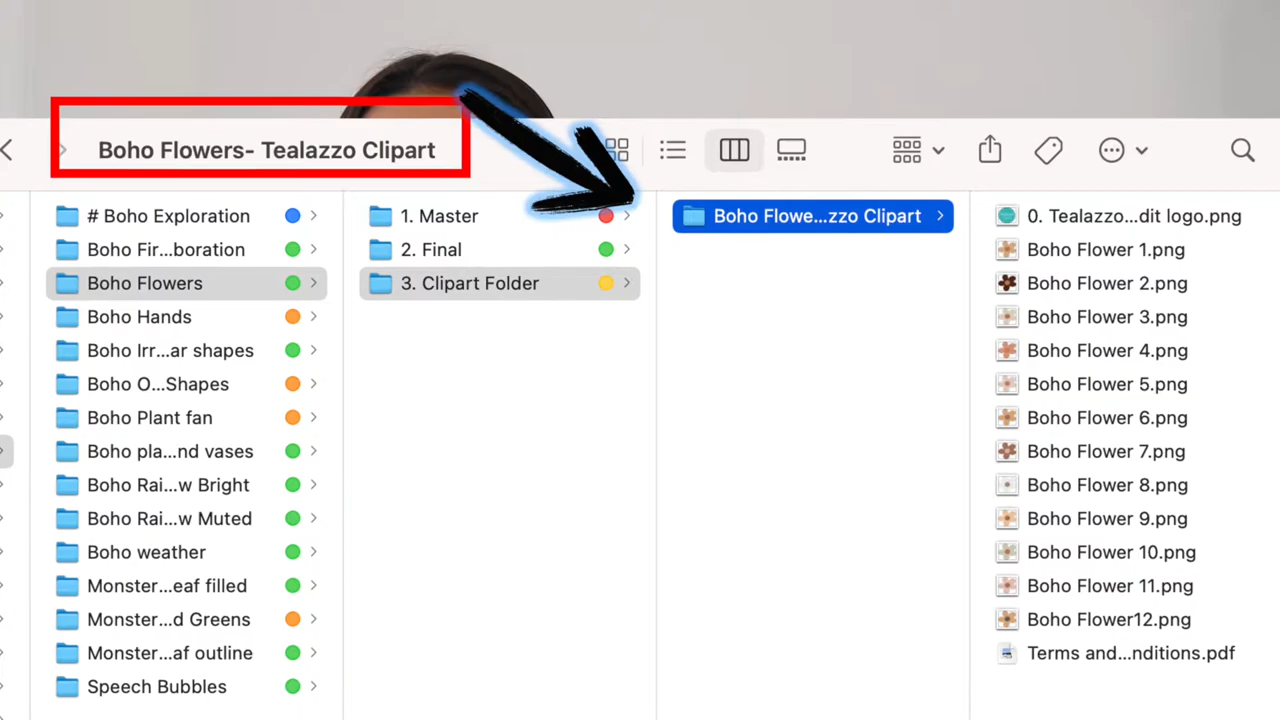 Boho Flowers- Tealazzo Clipart
# Boho Exploration
Boho Fir...boration
Boho Flowers
Boho Hands
Boho Irr...ar shapes
Boho O...Shapes
Boho Plant fan
Boho pla...nd vases
Boho Rai...w Bright
Boho Rai...w Muted
Boho weather
Monster...eaf filled
Monster...d Greens
Monster...af outline
Speech Bubbles
1. Master
2. Final
3. Clipart Folder
Boho Flowe...zzo Clipart
0. Tealazzo...dit logo.png
Boho Flower 1.png
Boho Flower 2.png
Boho Flower 3.png
Boho Flower 4.png
Boho Flower 5.png
Boho Flower 6.png
Boho Flower 7.png
Boho Flower 8.png
Boho Flower 9.png
Boho Flower 10.png
Boho Flower 11.png
Boho Flower12.png
Terms and...nditions.pdf